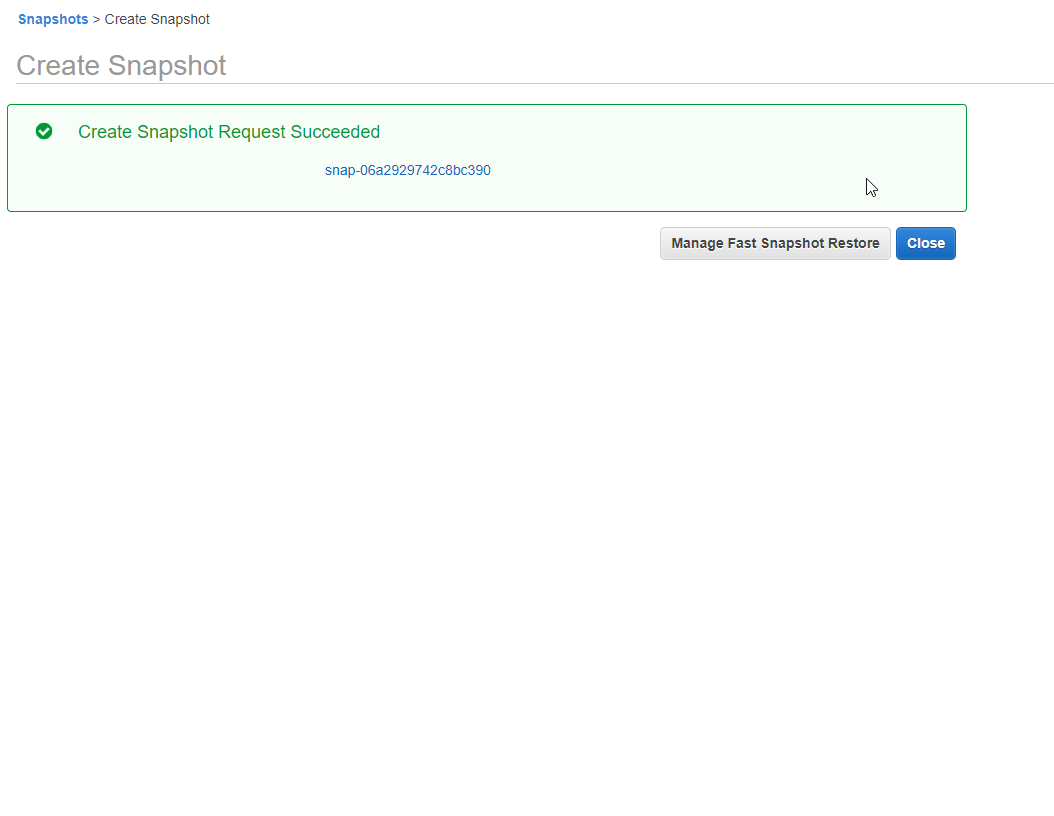 Snapshots > Create Snapshot
Create Snapshot
Create Snapshot Request Succeeded
snap-06a2929742c8bc390
Manage Fast Snapshot Restore Close